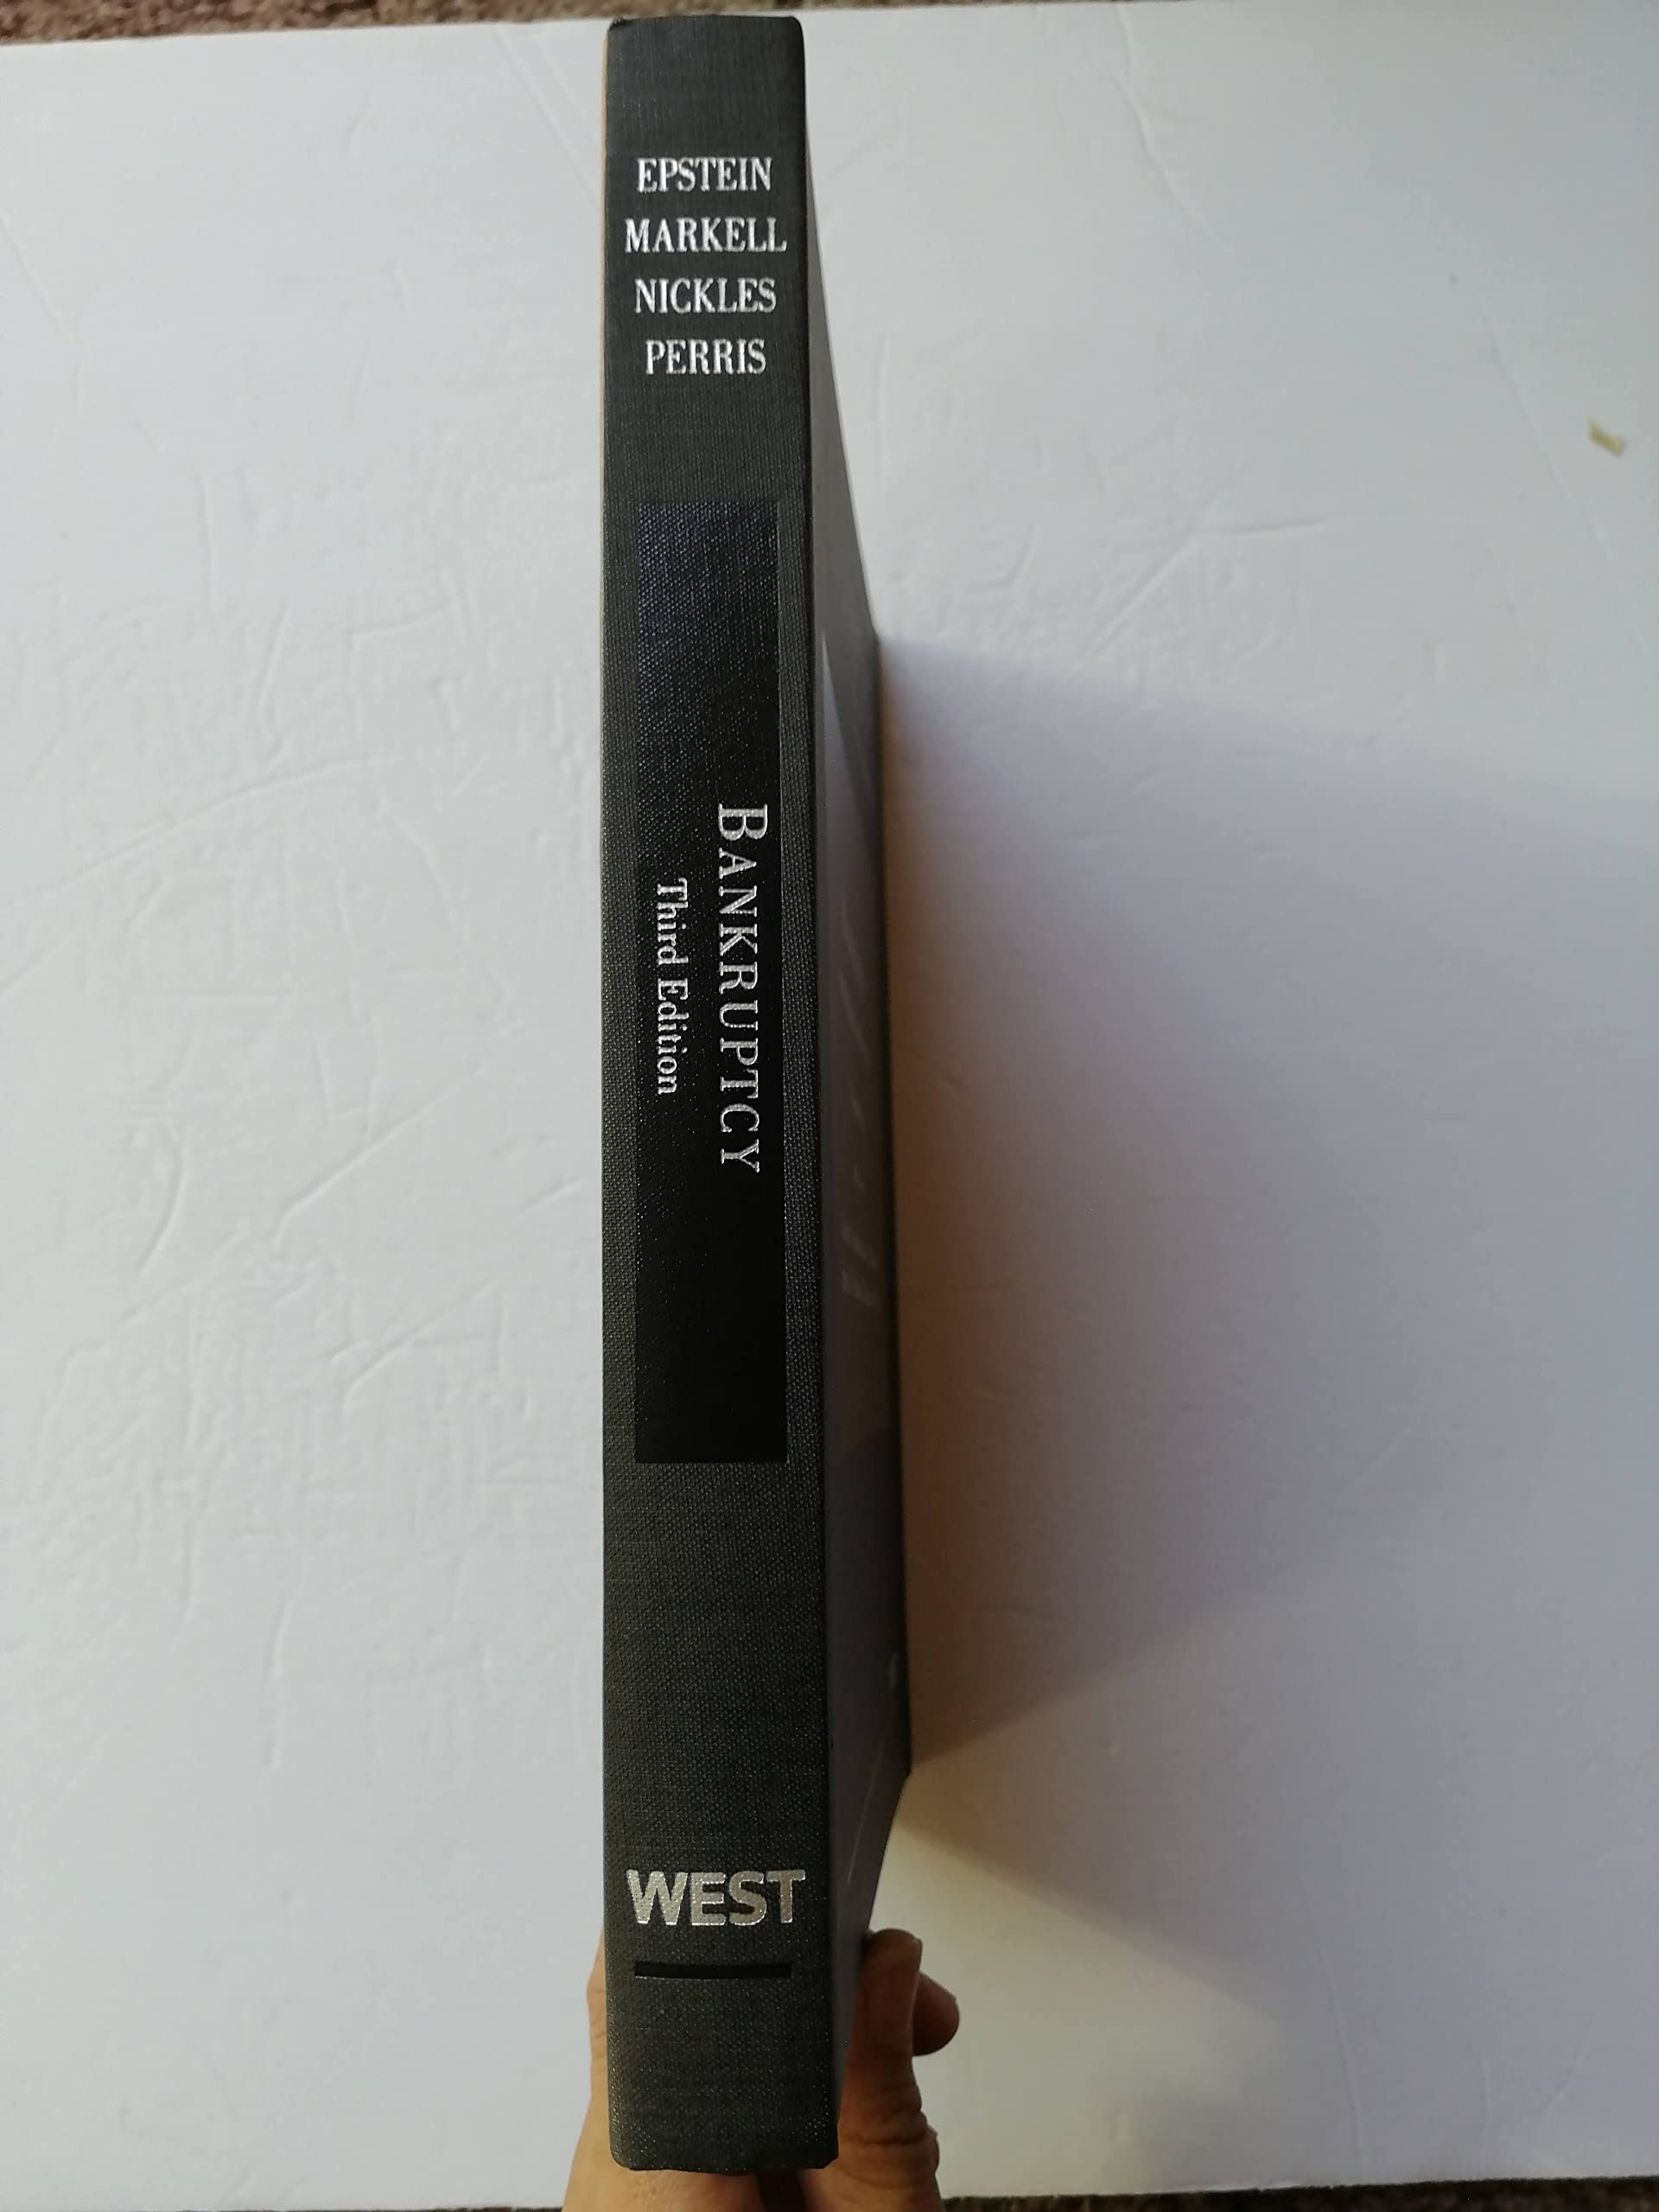 EPSTEIN
MARKELL
NICKLES
PERRIS
BANKRUPTCY
Third Edition
WEST